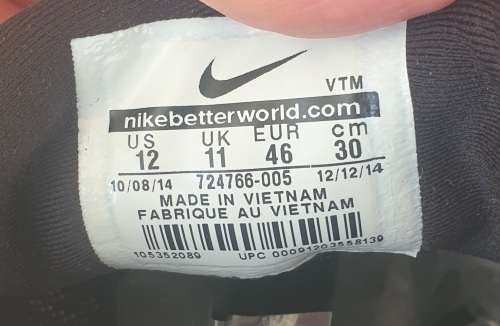 VTM
nikebetterworld.com
US UK EUR cm
12 11 46 30
10/08/14 724766-005 12/12/14
MADE IN VIETNAM
FABRIQUE AU VIETNAM
105352089 UPC 00091203558139